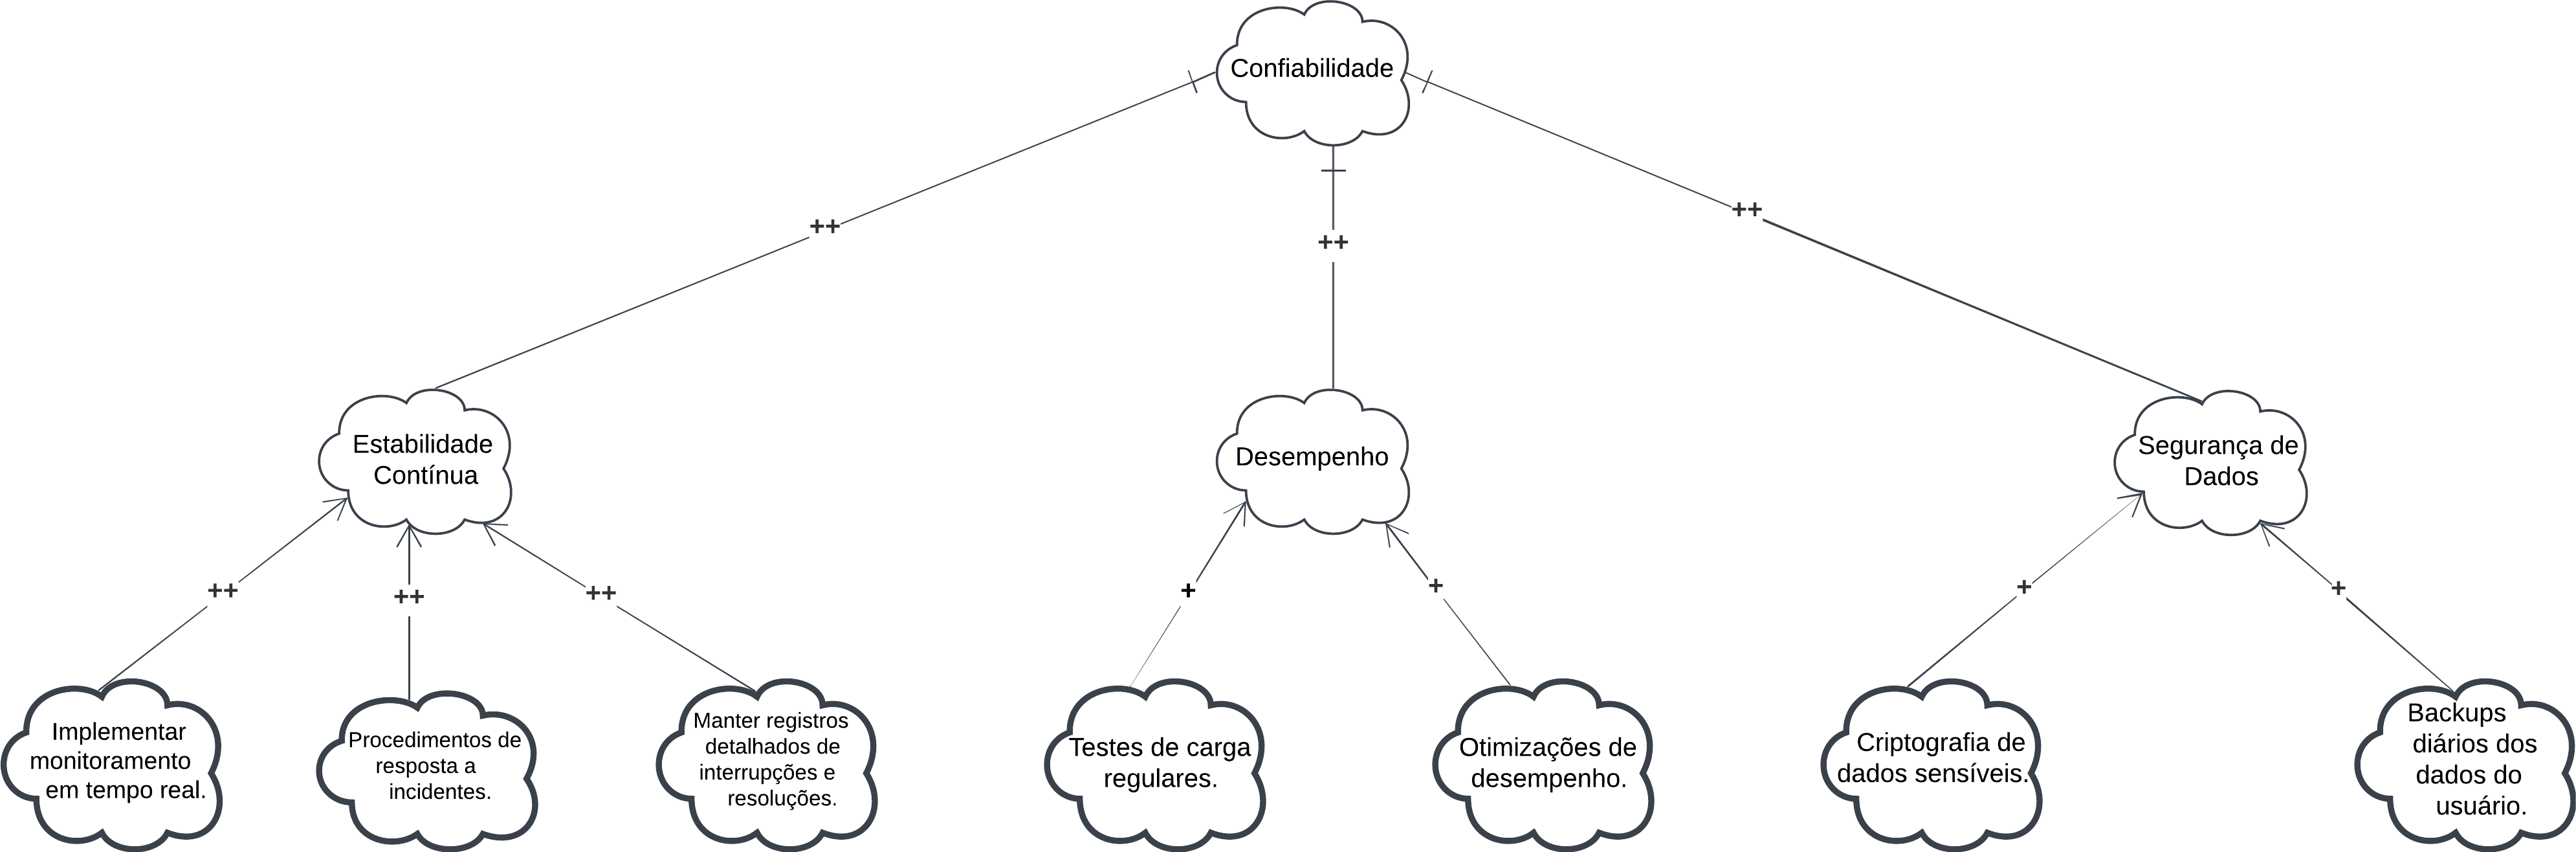 Confiabilidade
++
++
++
Estabilidade
Contínua
Desempenho
Segurança de
Dados
++
++
++
+
+
+
+
Implementar
monitoramento
em tempo real.
Procedimentos de
resposta a
incidentes.
Manter registros
detalhados de
interrupções e
resoluções.
Testes de carga
regulares.
Otimizações de
desempenho.
Criptografia de
dados sensíveis.
Backups
diários dos
dados do
usuário.